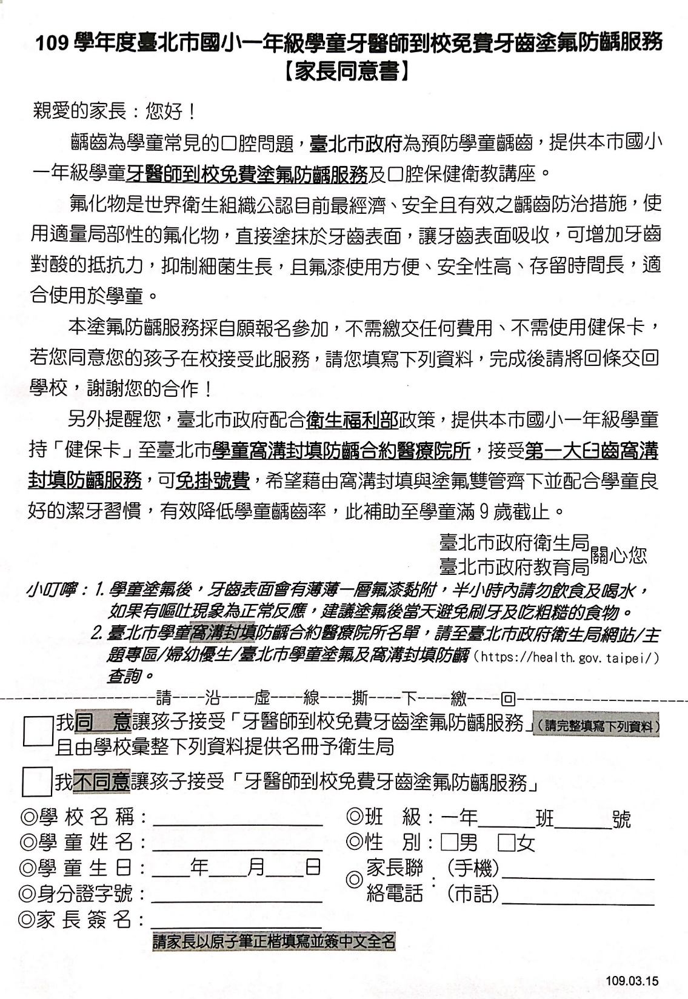 109 學年度臺北市國小一年級學童牙醫師到校免費牙齒塗氟防齲服務
【家長同意書】
親愛的家長：您好！
齲齒為學童常見的口腔問題，臺北市政府為預防學童齲齒，提供本市國小
一年級學童牙醫師到校免費塗氟防齲服務及口腔保健衛教講座。
氟化物是世界衛生組織公認目前最經濟、安全且有效之齲齒防治措施，使
用適量局部性的氟化物，直接塗抹於牙齒表面，讓牙齒表面吸收，可增加牙齒
對酸的抵抗力，抑制細菌生長，且氟漆使用方便、安全性高、存留時間長，適
合使用於學童。
本塗氟防齲服務採自願報名參加，不需繳交任何費用、不需使用健保卡，
若您同意您的孩子在校接受此服務，請您填寫下列資料，完成後請將回條交回
學校，謝謝您的合作！
另外提醒您，臺北市政府配合衛生福利部政策，提供本市國小一年級學童
持「健保卡」至臺北市學童窩溝封填防齲合約醫療院所，接受第一大臼齒窩溝
封填防齲服務，可免掛號費，希望藉由窩溝封填與塗氟雙管齊下並配合學童良
好的潔牙習慣，有效降低學童齲齒率，此補助至學童滿 9 歲截止。
臺北市政府衛生局
臺北市政府教育局
關心您
小叮嚀：1. 學童塗氟後，牙齒表面會有薄薄一層氟漆黏附，半小時內請勿飲食及喝水，
如果有嘔吐現象為正常反應，建議塗氟後當天避免刷牙及吃粗糙的食物。
2. 臺北市學童窩溝封填防齲合約醫療院所名單，請至臺北市政府衛生局網站/主
題專區/婦幼優生/臺北市學童塗氟及窩溝封填防齲（https://health.gov.taipei/）
查詢。
--------------------請----沿----虛----線----撕----下----繳----回----------------------
□我同　意讓孩子接受「牙醫師到校免費牙齒塗氟防齲服務」（請完整填寫下列資料）
且由學校彙整下列資料提供名冊予衛生局
□我不同意讓孩子接受「牙醫師到校免費牙齒塗氟防齲服務」
◎學 校 名 稱：__________________ ◎班　級：一年______班______號
◎學 童 姓 名：__________________ ◎性　別：□男　□女
◎學 童 生 日：____年____月____日 ◎家長聯絡電話：（手機）________________
◎身分證字號：__________________ （市話）________________
◎家 長 簽 名：__________________
請家長以原子筆正楷填寫並簽中文全名
109.03.15